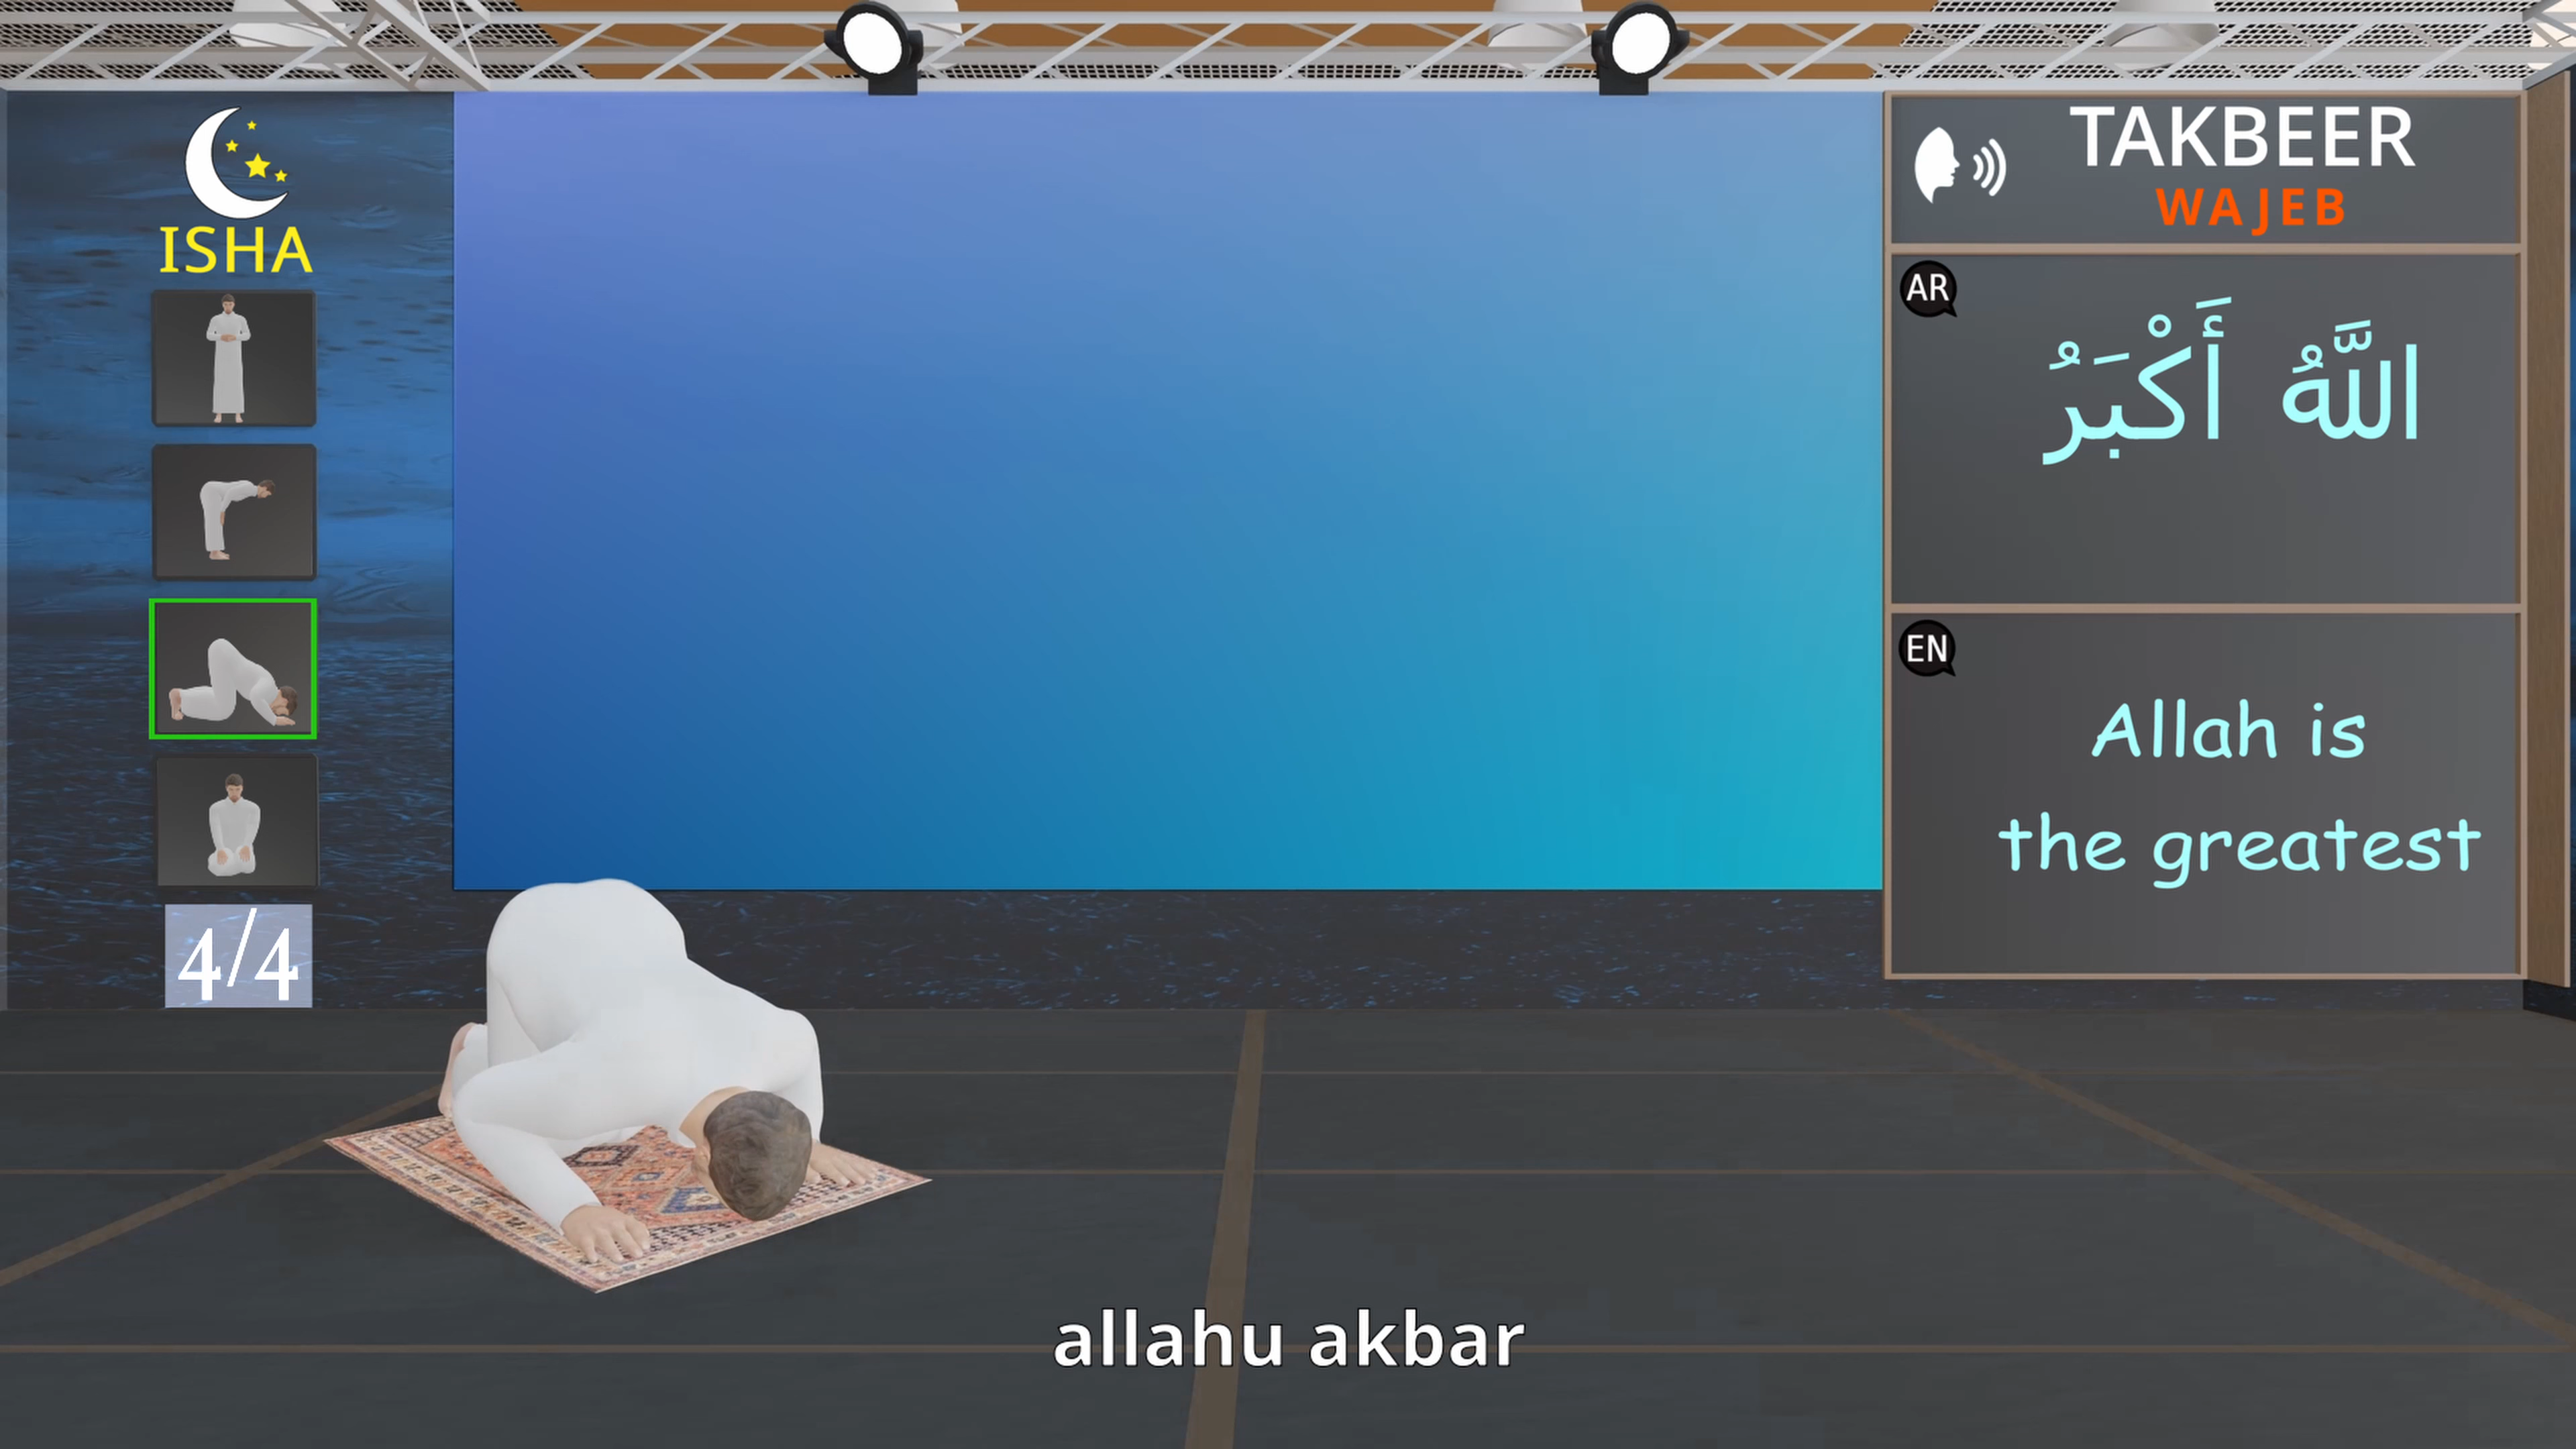 ISHA
4/4
TAKBEER
WAJEB
AR
اللَّهُ أَكْبَرُ
EN
Allah is
the greatest
allahu akbar